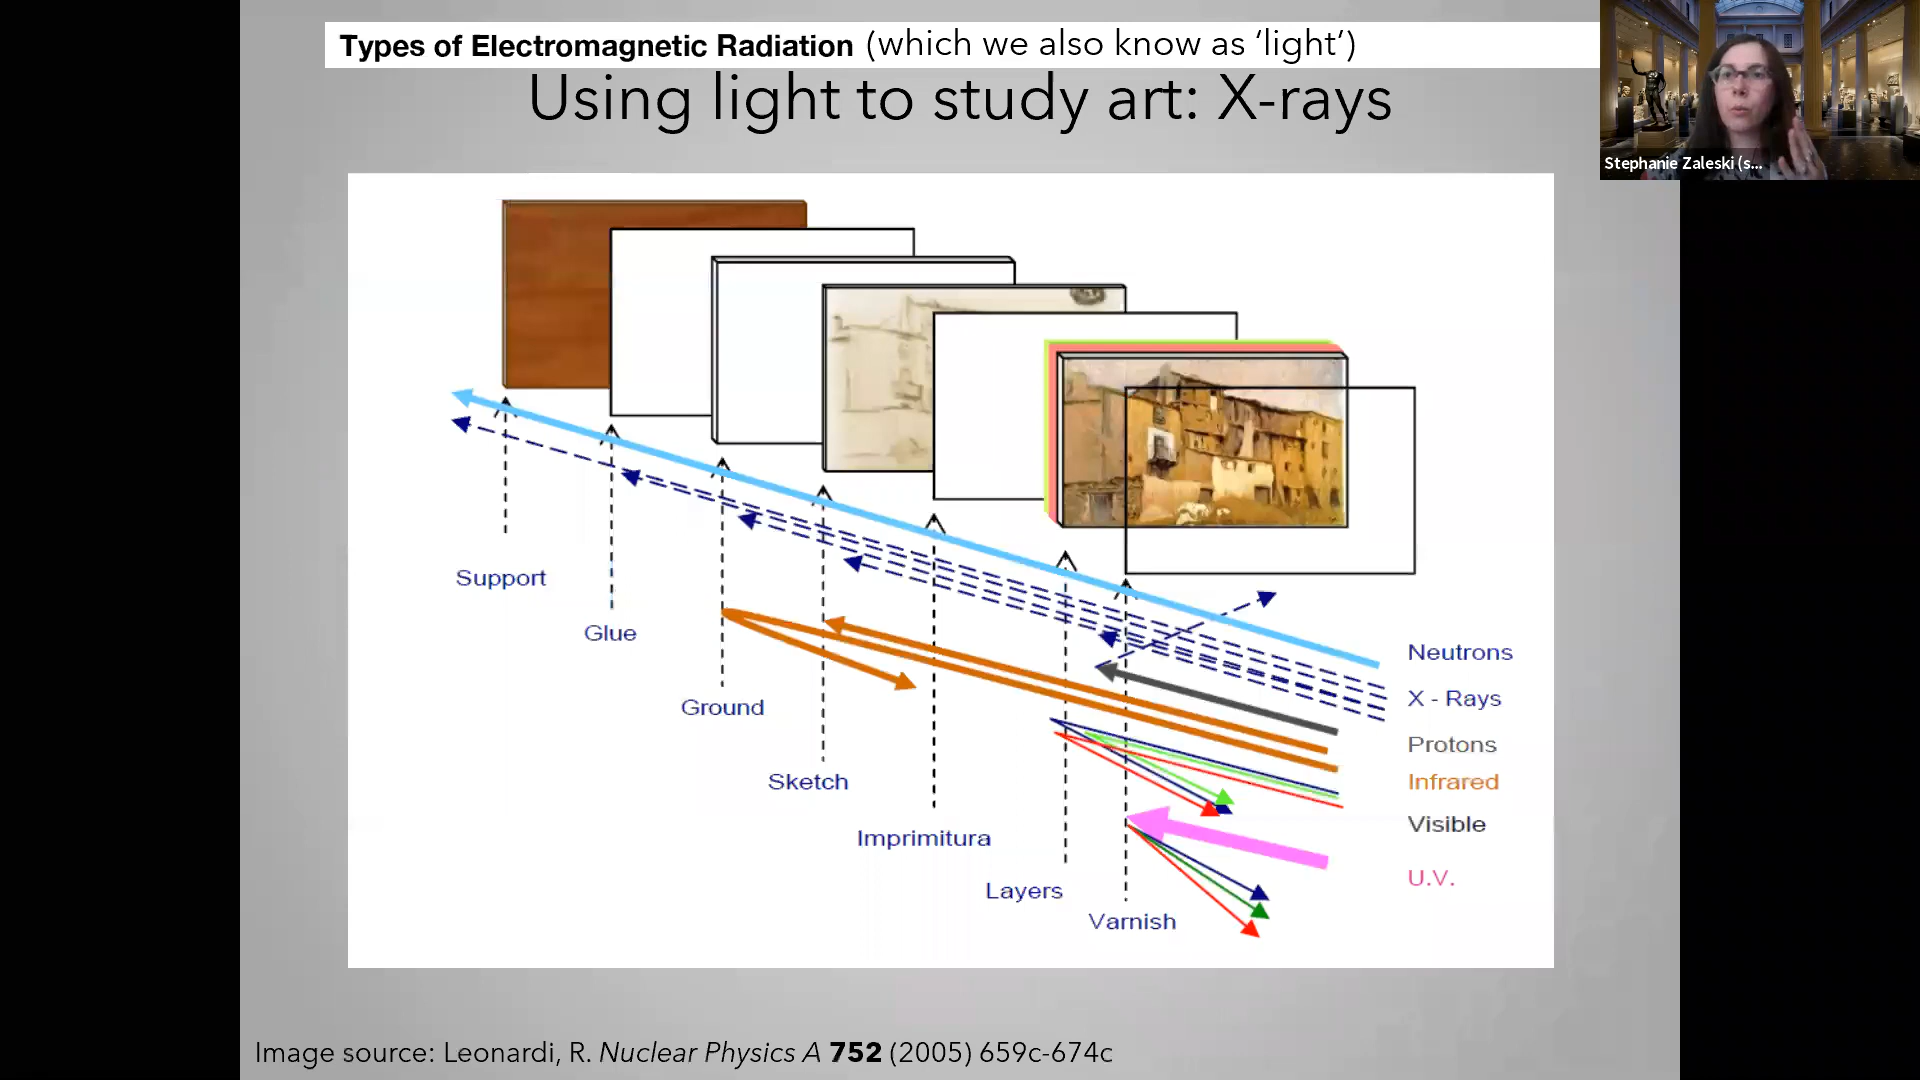 Types of Electromagnetic Radiation (which we also know as ‘light’)
Using light to study art: X-rays
Stephanie Zaleski (s...
Support
Glue
Ground
Sketch
Imprimitura
Layers
Varnish
Neutrons
X - Rays
Protons
Infrared
Visible
U.V.
Image source: Leonardi, R. Nuclear Physics A 752 (2005) 659c-674c